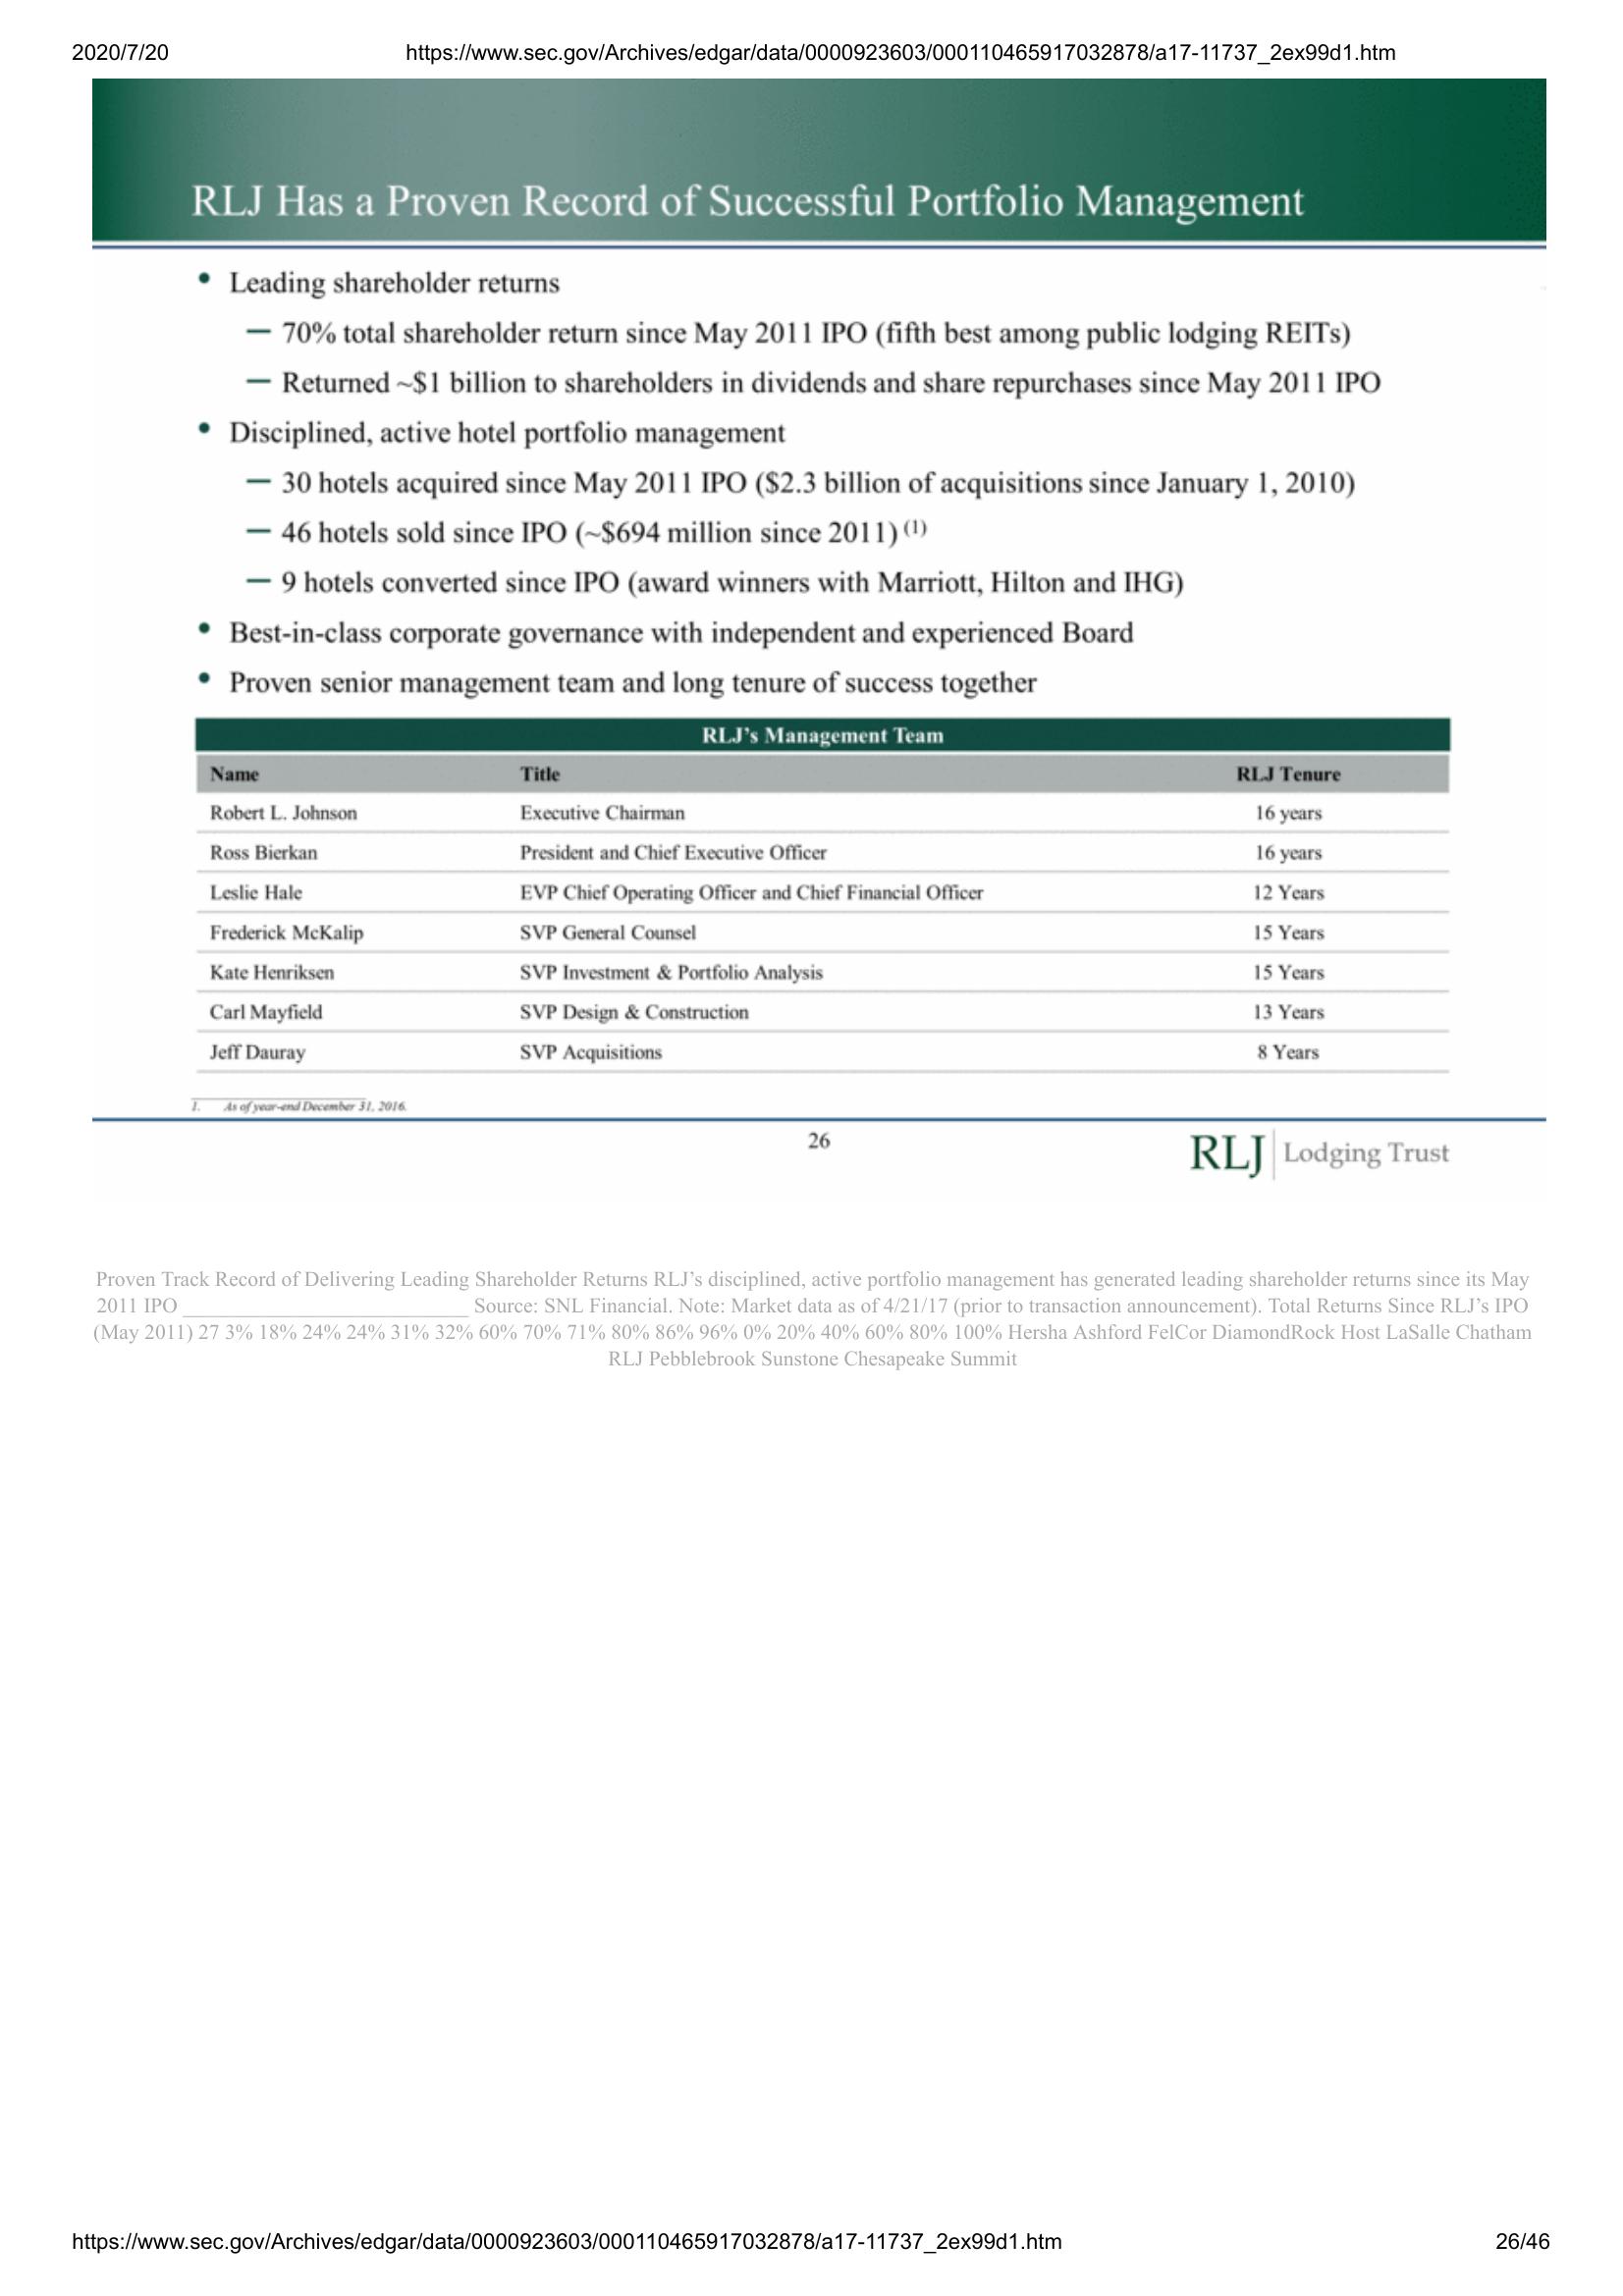 2020/7/20 https://www.sec.gov/Archives/edgar/data/0000923603/000110465917032878/a17-11737_2ex99d1.htm
RLJ Has a Proven Record of Successful Portfolio Management
• Leading shareholder returns
— 70% total shareholder return since May 2011 IPO (fifth best among public lodging REITs)
— Returned ~$1 billion to shareholders in dividends and share repurchases since May 2011 IPO
• Disciplined, active hotel portfolio management
— 30 hotels acquired since May 2011 IPO ($2.3 billion of acquisitions since January 1, 2010)
— 46 hotels sold since IPO (~$694 million since 2011) (1)
— 9 hotels converted since IPO (award winners with Marriott, Hilton and IHG)
• Best-in-class corporate governance with independent and experienced Board
• Proven senior management team and long tenure of success together
RLJ's Management Team
Name Title RLJ Tenure
Robert L. Johnson Executive Chairman 16 years
Ross Bierkan President and Chief Executive Officer 16 years
Leslie Hale EVP Chief Operating Officer and Chief Financial Officer 12 Years
Frederick McKalip SVP General Counsel 15 Years
Kate Henriksen SVP Investment & Portfolio Analysis 15 Years
Carl Mayfield SVP Design & Construction 13 Years
Jeff Dauray SVP Acquisitions 8 Years
1. As of year-end December 31, 2016.
26
RLJ Lodging Trust
Proven Track Record of Delivering Leading Shareholder Returns RLJ's disciplined, active portfolio management has generated leading shareholder returns since its May
2011 IPO ___________________________ Source: SNL Financial. Note: Market data as of 4/21/17 (prior to transaction announcement). Total Returns Since RLJ's IPO
(May 2011) 27 3% 18% 24% 24% 31% 32% 60% 70% 71% 80% 86% 96% 0% 20% 40% 60% 80% 100% Hersha Ashford FelCor DiamondRock Host LaSalle Chatham
RLJ Pebblebrook Sunstone Chesapeake Summit
https://www.sec.gov/Archives/edgar/data/0000923603/000110465917032878/a17-11737_2ex99d1.htm 26/46